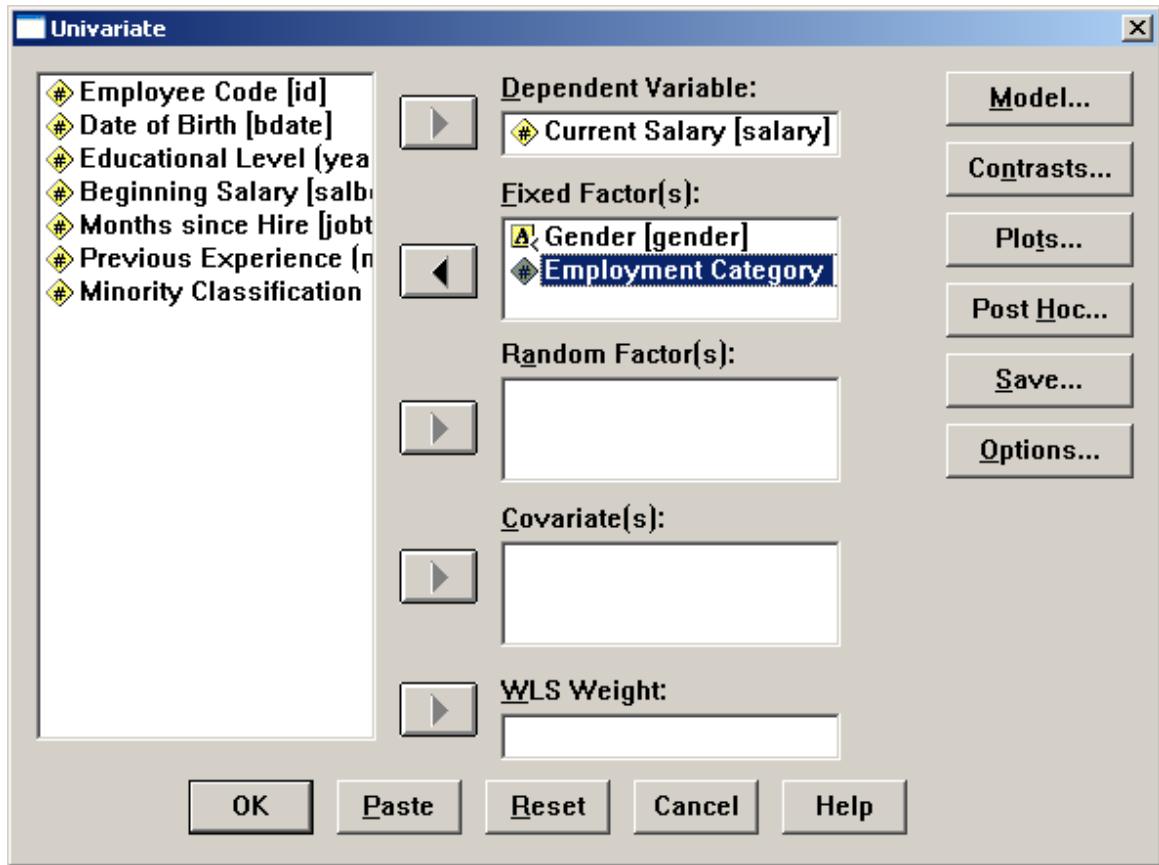 Univariate
Employee Code [id]
Date of Birth [bdate]
Educational Level (yea
Beginning Salary [salb
Months since Hire [jobt
Previous Experience (n
Minority Classification
Dependent Variable:
Current Salary [salary]
Fixed Factor(s):
Gender [gender]
Employment Category
Random Factor(s):
Covariate(s):
WLS Weight:
Model...
Contrasts...
Plots...
Post Hoc...
Save...
Options...
OK
Paste
Reset
Cancel
Help